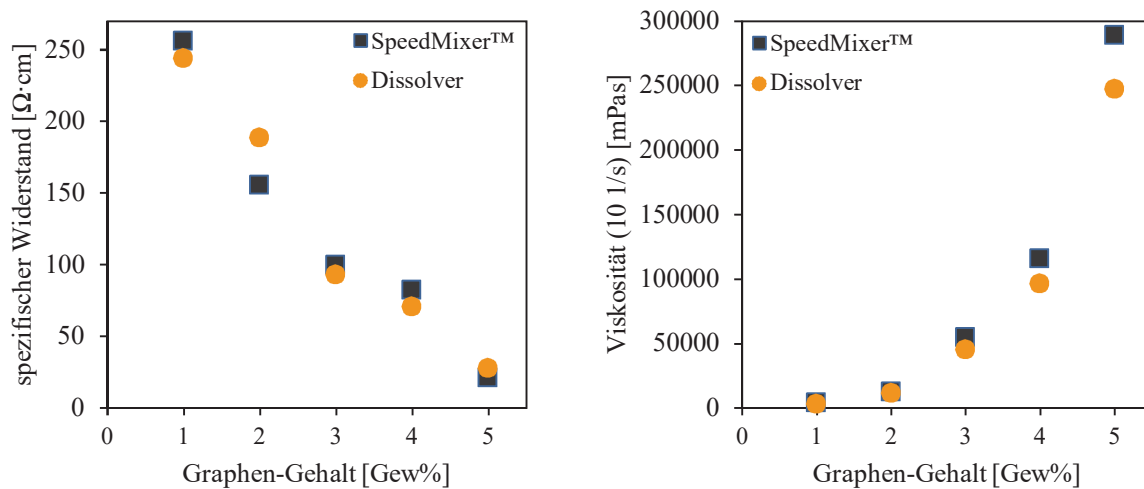 spezifischer Widerstand [Ω·cm]
250
200
150
100
50
0
0 1 2 3 4 5
Graphen-Gehalt [Gew%]
SpeedMixer™
Dissolver
Viskosität (10 1/s) [mPas]
300000
250000
200000
150000
100000
50000
0
0 1 2 3 4 5
Graphen-Gehalt [Gew%]
SpeedMixer™
Dissolver